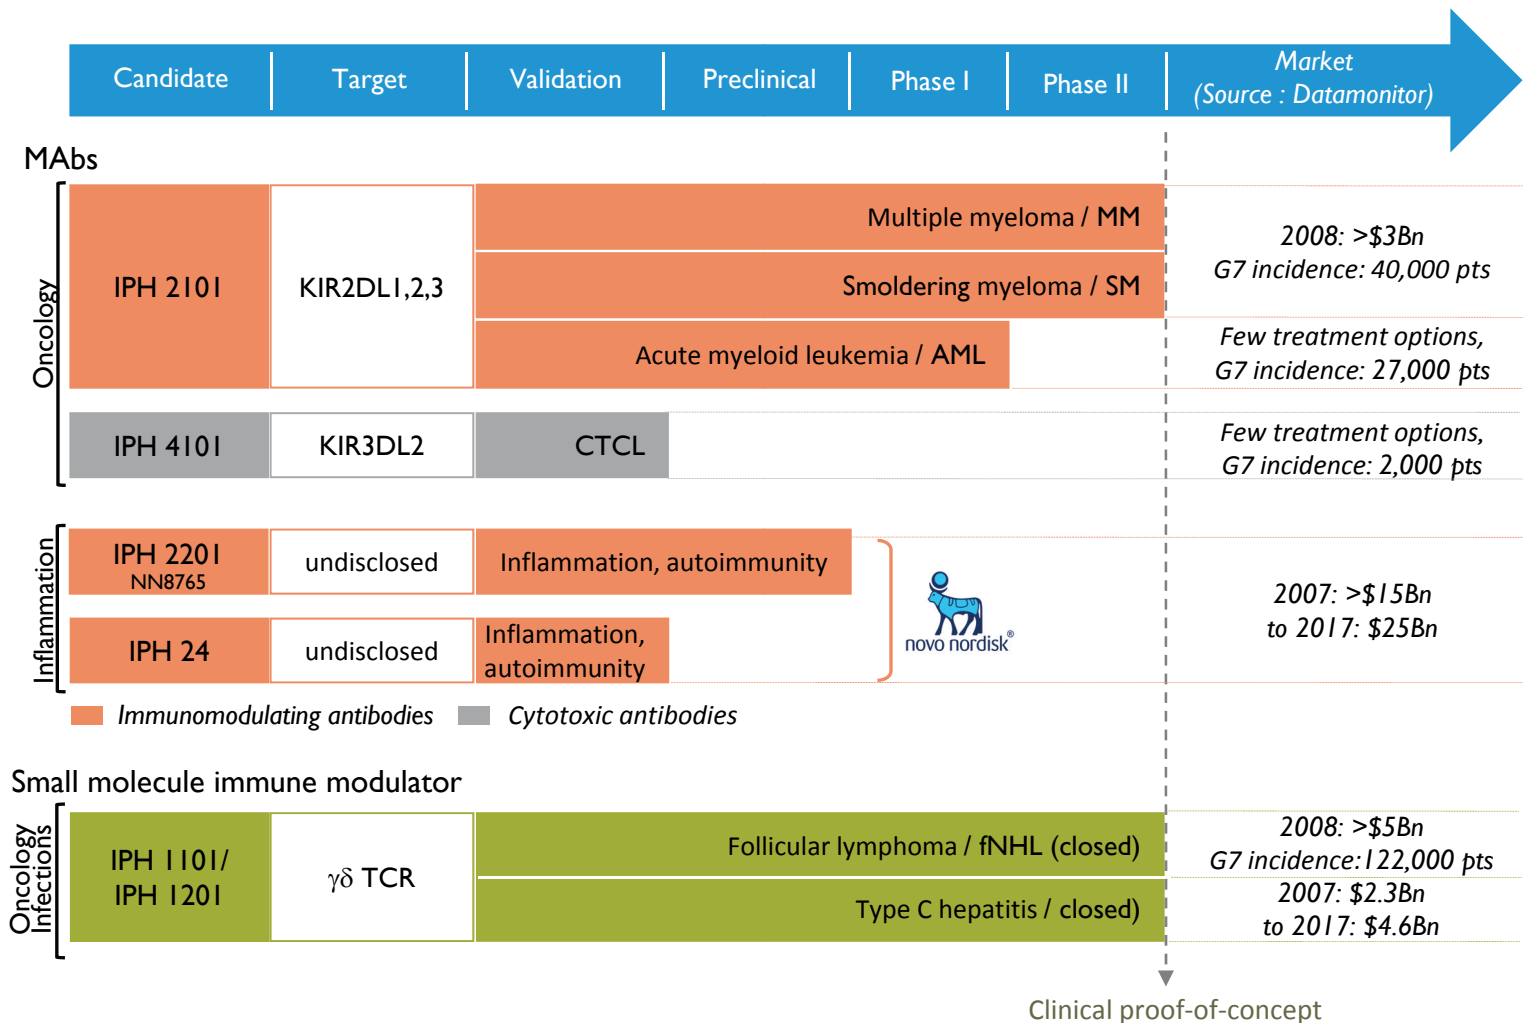 Candidate
Target
Validation
Preclinical
Phase I
Phase II
Market
(Source : Datamonitor)
MAbs
Oncology
IPH 2101
KIR2DL1,2,3
Multiple myeloma / MM
2008: >$3Bn
G7 incidence: 40,000 pts
Smoldering myeloma / SM
Acute myeloid leukemia / AML
Few treatment options,
G7 incidence: 27,000 pts
IPH 4101
KIR3DL2
CTCL
Few treatment options,
G7 incidence: 2,000 pts
Inflammation
IPH 2201
NN8765
undisclosed
Inflammation, autoimmunity
novo nordisk®
2007: >$15Bn
to 2017: $25Bn
IPH 24
undisclosed
Inflammation,
autoimmunity
Immunomodulating antibodies
Cytotoxic antibodies
Small molecule immune modulator
Oncology
Infections
IPH 1101/
IPH 1201
γδ TCR
Follicular lymphoma / fNHL (closed)
2008: >$5Bn
G7 incidence:122,000 pts
Type C hepatitis / closed)
2007: $2.3Bn
to 2017: $4.6Bn
Clinical proof-of-concept